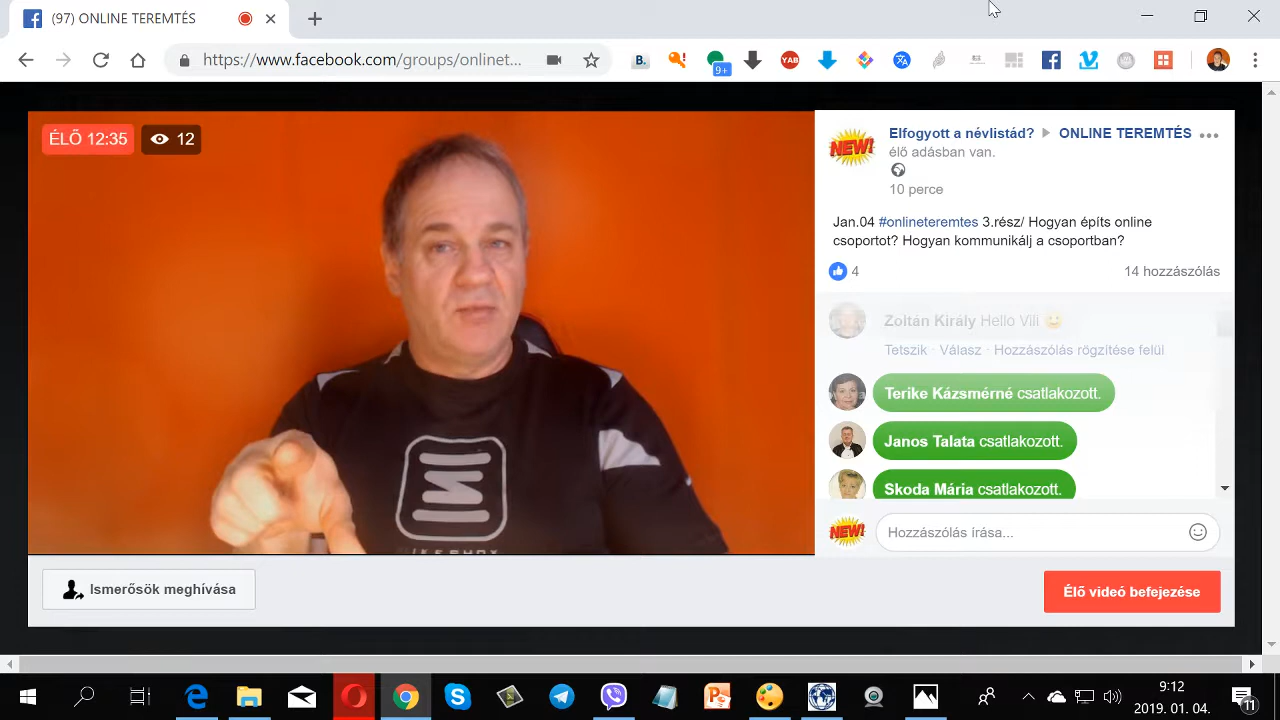 (97) ONLINE TEREMTÉS
https://www.facebook.com/groups/onlinet...
B.
9+
YAB
ÉLŐ 12:35
12
NEW!
Elfogyott a névlistád? ONLINE TEREMTÉS
élő adásban van.
10 perce
Jan.04 #onlineteremtes 3.rész/ Hogyan építs online
csoportot? Hogyan kommunikálj a csoportban?
4
14 hozzászólás
Zoltán Király Hello Vili
Tetszik · Válasz · Hozzászólás rögzítése felül
Terike Kázsmérné csatlakozott.
Janos Talata csatlakozott.
Skoda Mária csatlakozott.
NEW!
Hozzászólás írása...
Ismerősök meghívása
Élő videó befejezése
9:12
2019. 01. 04.
11